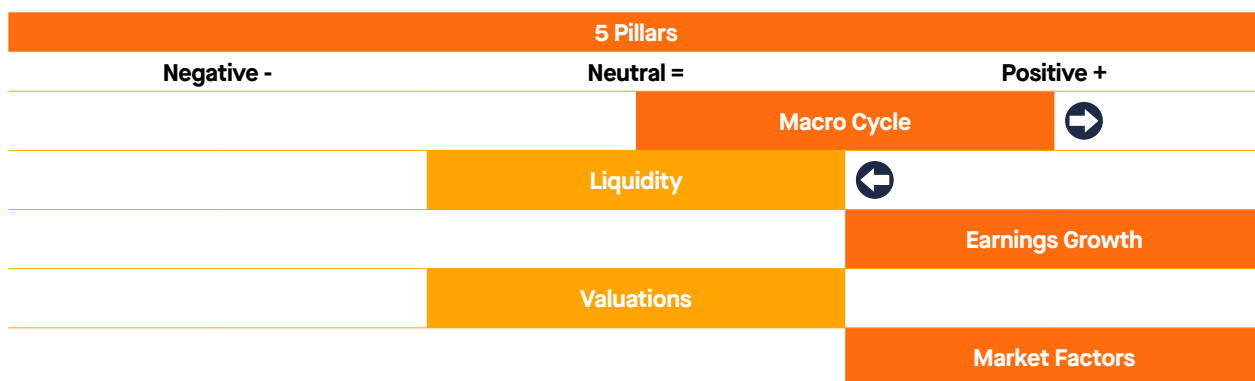 5 Pillars
Negative - Neutral = Positive +
Macro Cycle
Liquidity
Earnings Growth
Valuations
Market Factors